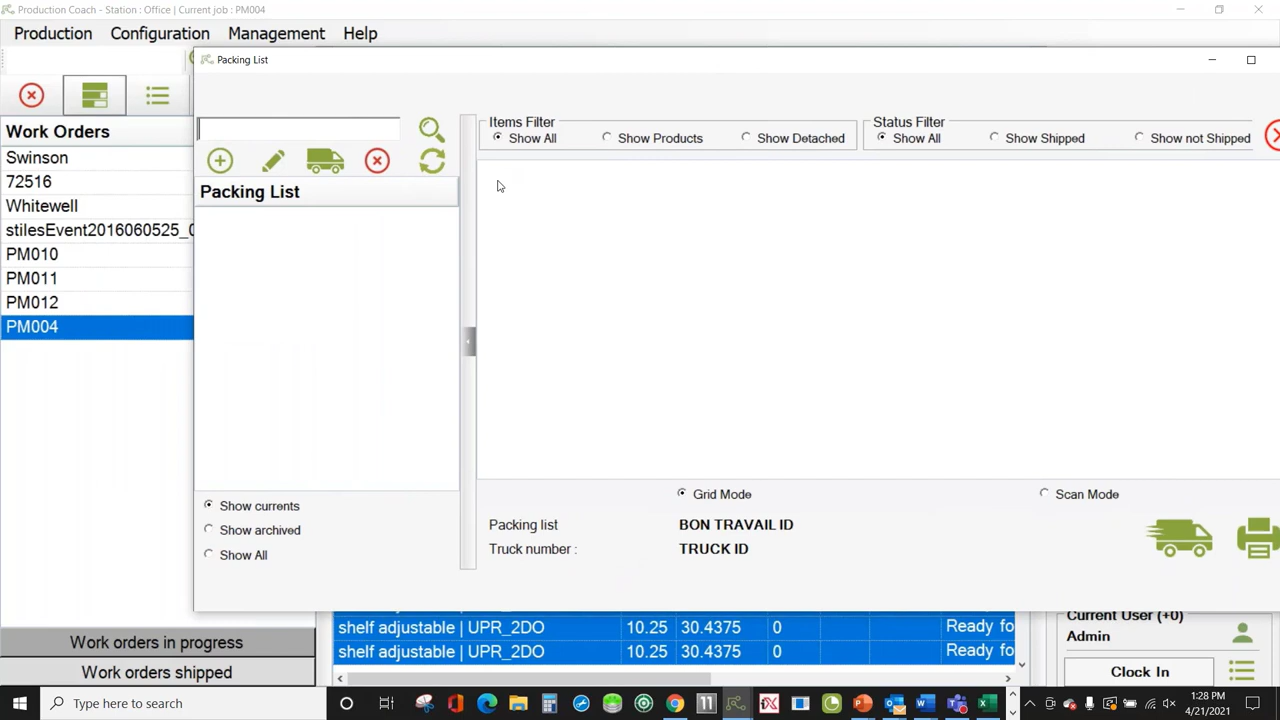 Production Coach - Station : Office | Current job : PM004
Production Configuration Management Help
Packing List
Work Orders
Swinson
72516
Whitewell
stilesEvent2016060525_0
PM010
PM011
PM012
PM004
Work orders in progress
Work orders shipped
Packing List
Show currents
Show archived
Show All
Items Filter
Show All Show Products Show Detached
Status Filter
Show All Show Shipped Show not Shipped
Grid Mode Scan Mode
Packing list BON TRAVAIL ID
Truck number : TRUCK ID
shelf adjustable | UPR_2DO 10.25 30.4375 0 Ready fo
shelf adjustable | UPR_2DO 10.25 30.4375 0 Ready fo
Current User (+0)
Admin
Clock In
Type here to search
11
1:28 PM
4/21/2021